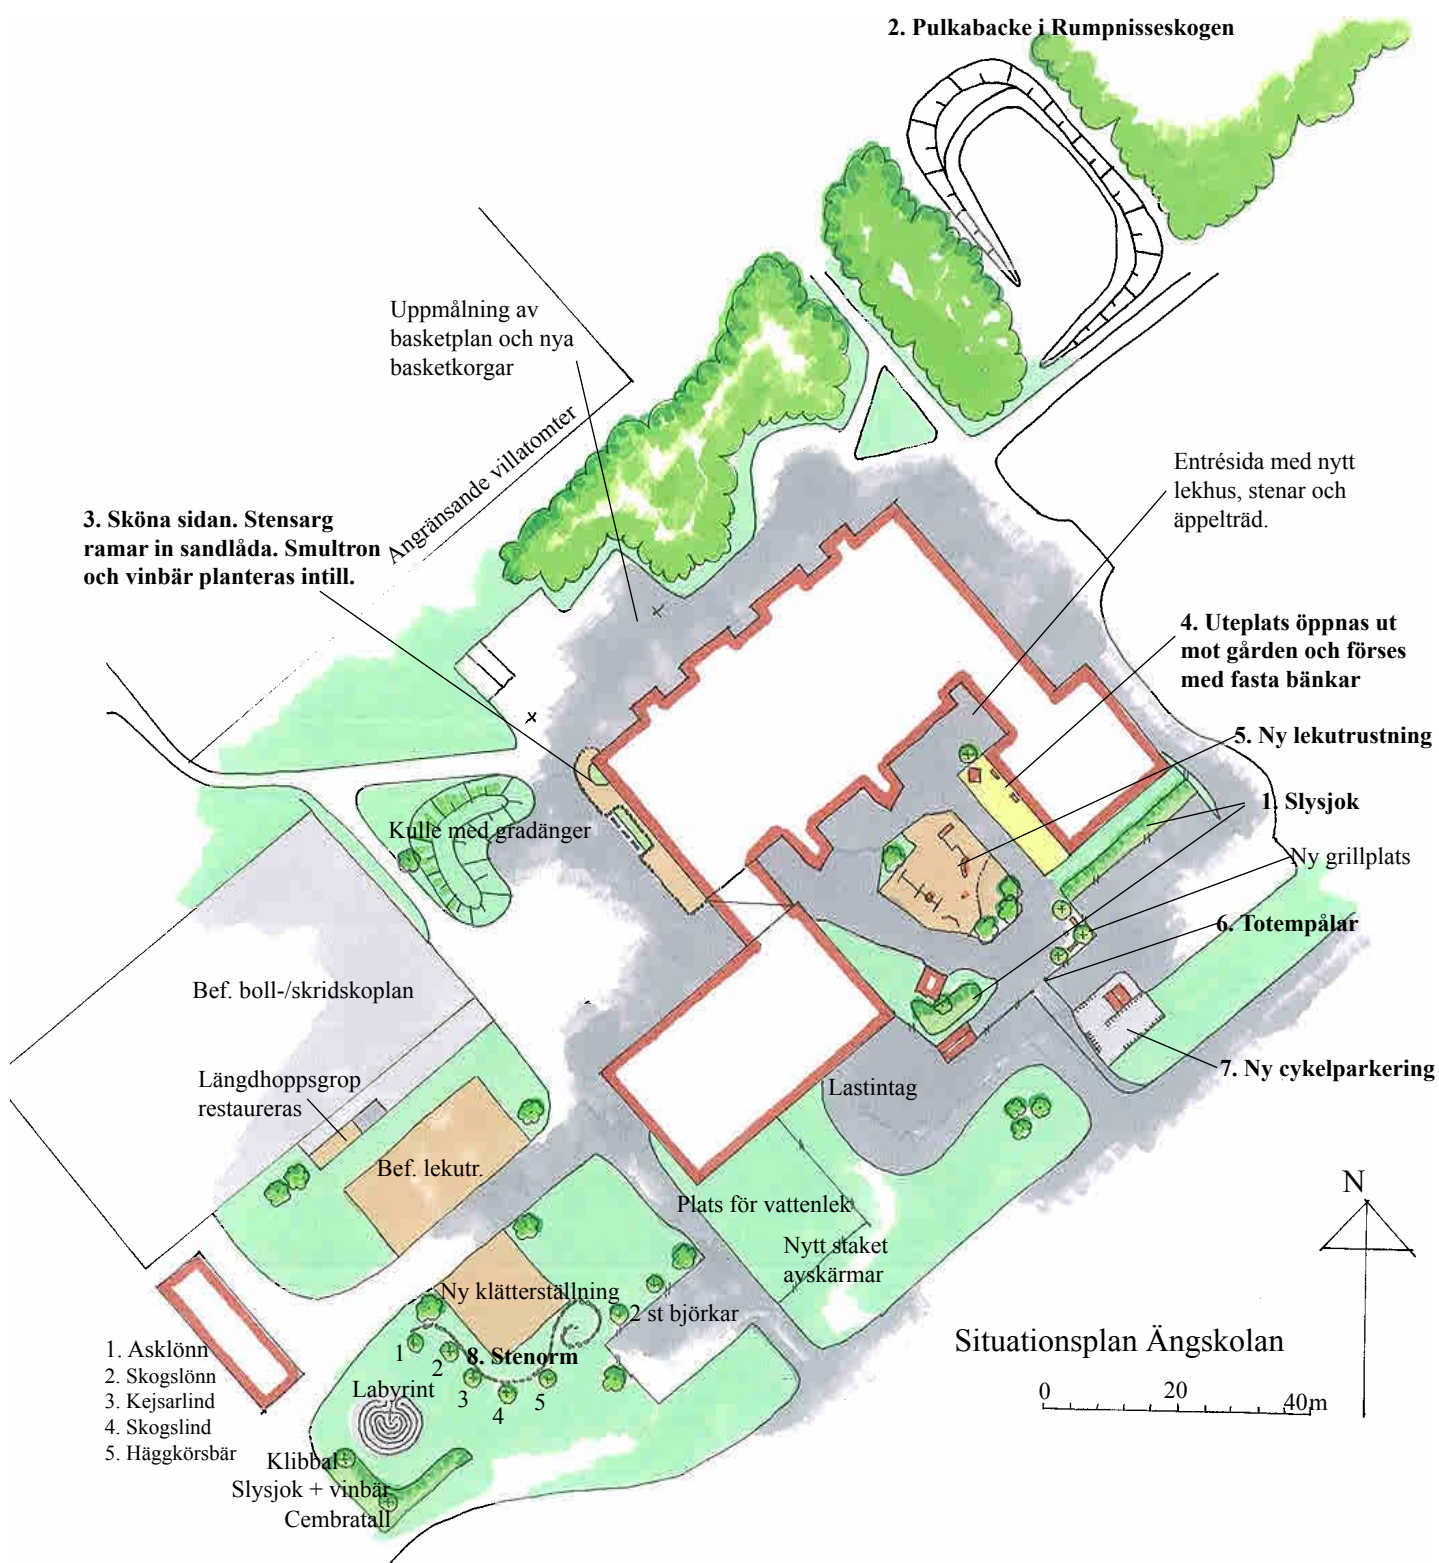 2. Pulkabacke i Rumpnisseskogen
Uppmålning av
basketplan och nya
basketkorgar
Angränsande villatomter
Entrésida med nytt
lekhus, stenar och
äppelträd.
3. Sköna sidan. Stensarg
ramar in sandlåda. Smultron
och vinbär planteras intill.
4. Uteplats öppnas ut
mot gården och förses
med fasta bänkar
5. Ny lekutrustning
1. Slysjok
Kulle med gradänger
Ny grillplats
6. Totempålar
Bef. boll-/skridskoplan
7. Ny cykelparkering
Längdhoppsgrop
restaureras
Lastintag
Bef. lekutr.
Plats för vattenlek
N
Nytt staket
avskärmar
Ny klätterställning
2 st björkar
Situationsplan Ängskolan
1. Asklönn
2. Skogslönn
3. Kejsarlind
4. Skogslind
5. Häggkörsbär
1
2
8. Stenorm
3
4
5
Labyrint
0 20 40m
Klibbal
Slysjok + vinbär
Cembratall